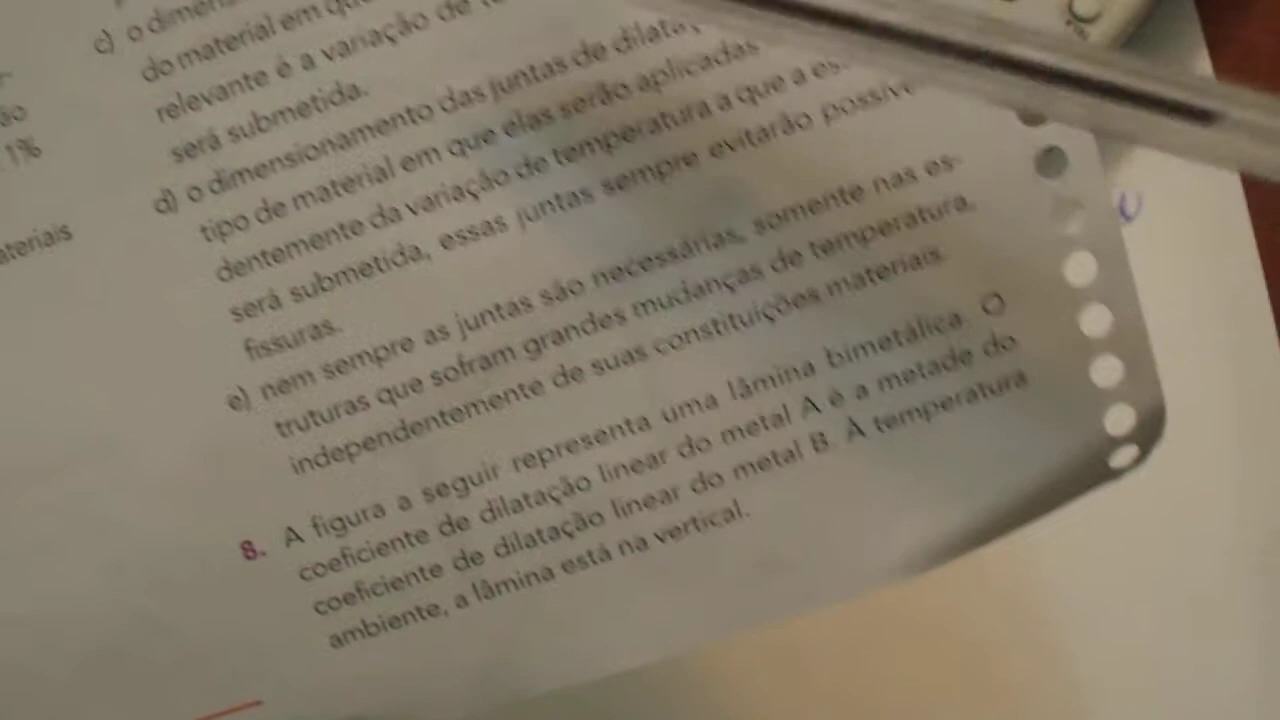 ão
1%
ateriais
c) o
do material em
relevante é a variação de
será submetida.
d) o dimensionamento das juntas de
tipo de material em que elas serão aplicadas
dentemente da variação de temperatura a que a es-
será submetida, essas juntas sempre evitarão
fissuras.
e) nem sempre as juntas são necessárias, somente nas es-
truturas que sofram grandes mudanças de temperatura,
independentemente de suas constituições materiais.
8. A figura a seguir representa uma lâmina bimetálica. O
coeficiente de dilatação linear do metal A é a metade do
coeficiente de dilatação linear do metal B. À temperatura
ambiente, a lâmina está na vertical.